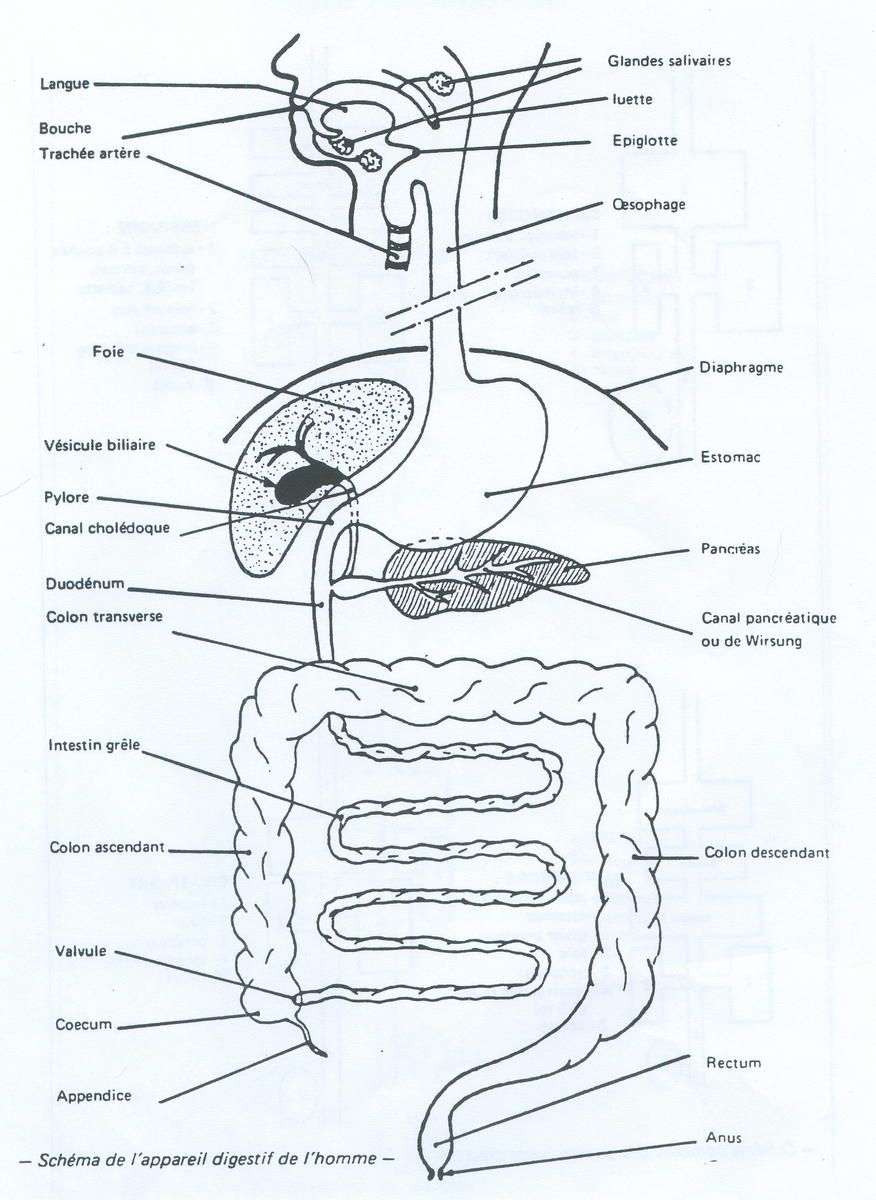 Glandes salivaires
Langue
luette
Bouche
Epiglotte
Trachée artère
Œsophage
Foie
Diaphragme
Vésicule biliaire
Estomac
Pylore
Canal cholédoque
Pancréas
Duodénum
Colon transverse
Canal pancréatique
ou de Wirsung
Intestin grêle
Colon ascendant
Colon descendant
Valvule
Coecum
Rectum
Appendice
Anus
— Schéma de l'appareil digestif de l'homme —